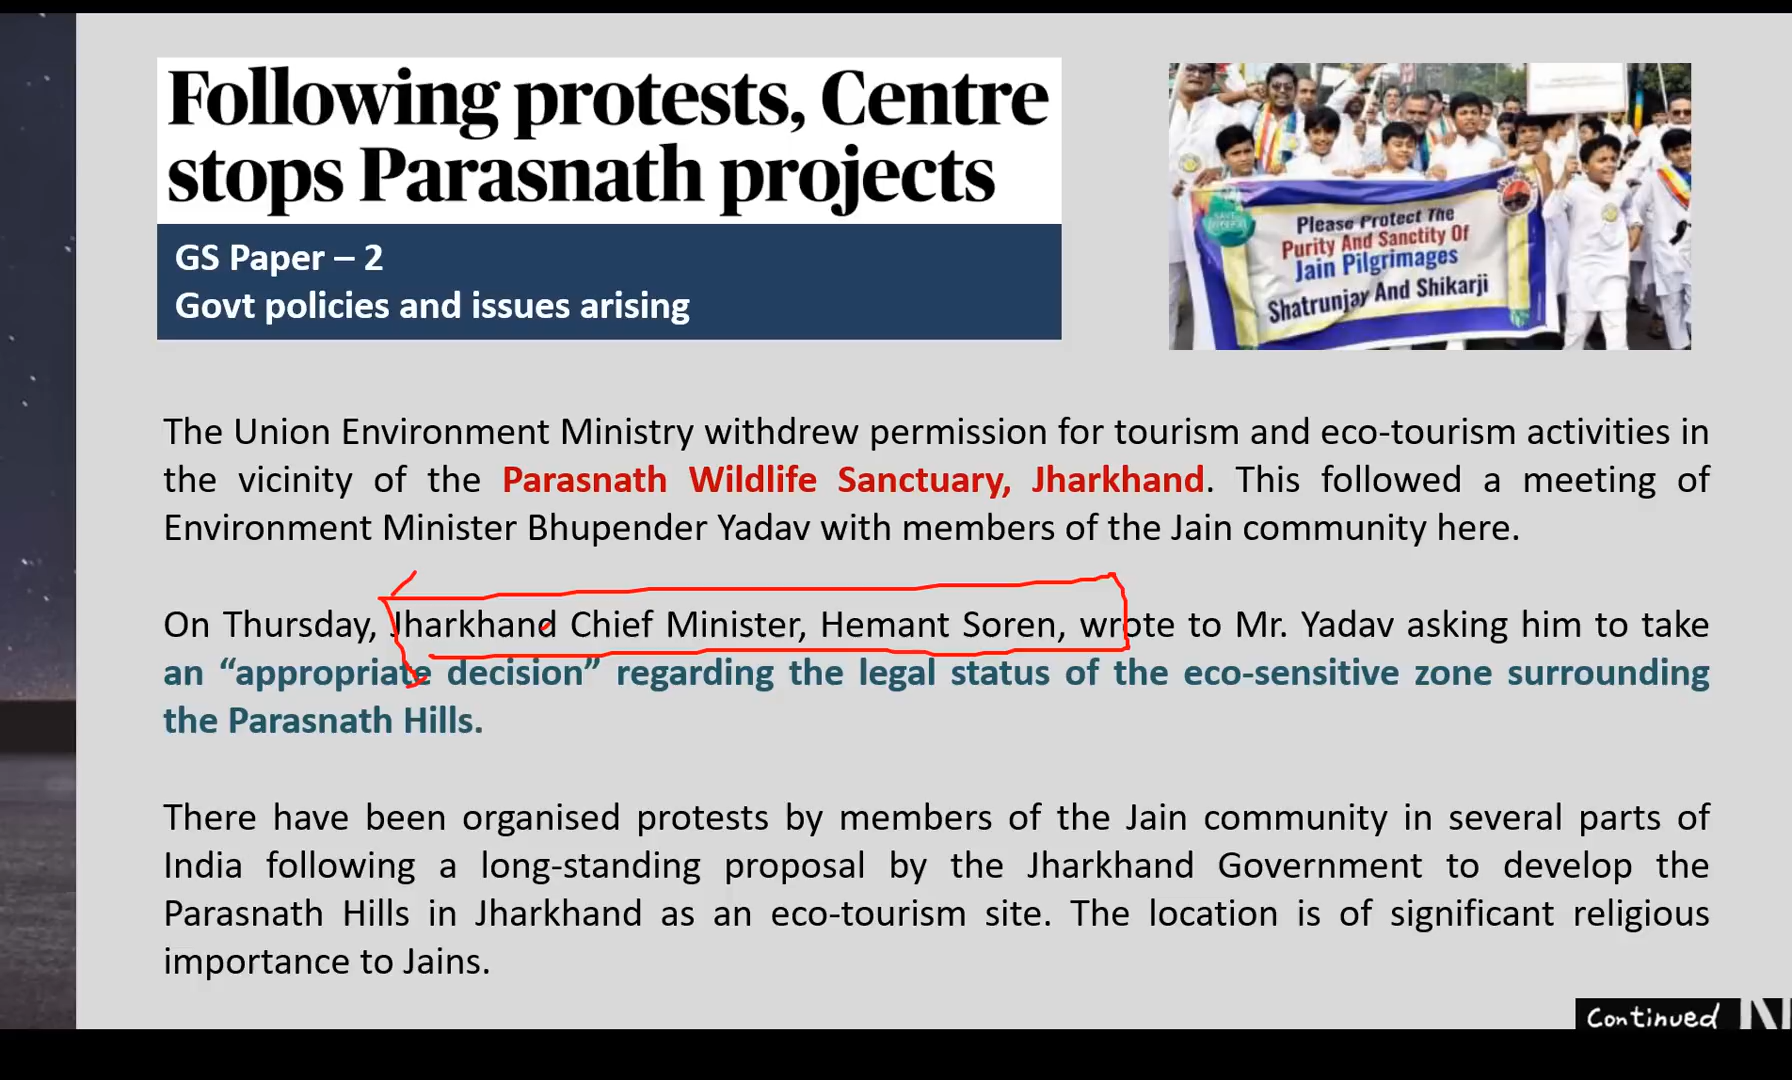 Following protests, Centre
stops Parasnath projects
GS Paper – 2
Govt policies and issues arising
Please Protect The
Purity And Sanctity Of
Jain Pilgrimages
Shatrunjay And Shikarji
The Union Environment Ministry withdrew permission for tourism and eco-tourism activities in
the vicinity of the Parasnath Wildlife Sanctuary, Jharkhand. This followed a meeting of
Environment Minister Bhupender Yadav with members of the Jain community here.
On Thursday, Jharkhand Chief Minister, Hemant Soren, wrote to Mr. Yadav asking him to take
an “appropriate decision” regarding the legal status of the eco-sensitive zone surrounding
the Parasnath Hills.
There have been organised protests by members of the Jain community in several parts of
India following a long-standing proposal by the Jharkhand Government to develop the
Parasnath Hills in Jharkhand as an eco-tourism site. The location is of significant religious
importance to Jains.
Continued